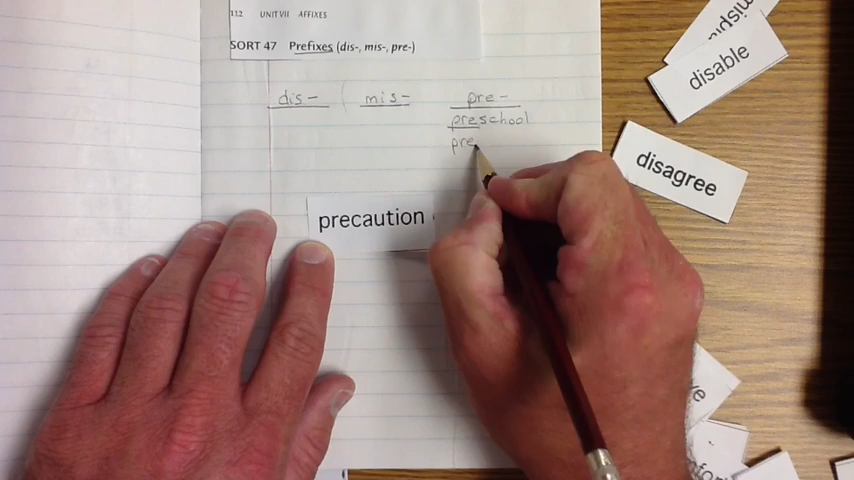 112 UNIT VII AFFIXES
SORT 47 Prefixes (dis-, mis-, pre-)
dis- mis- pre-
preschool
pre
precaution
disable
disagree